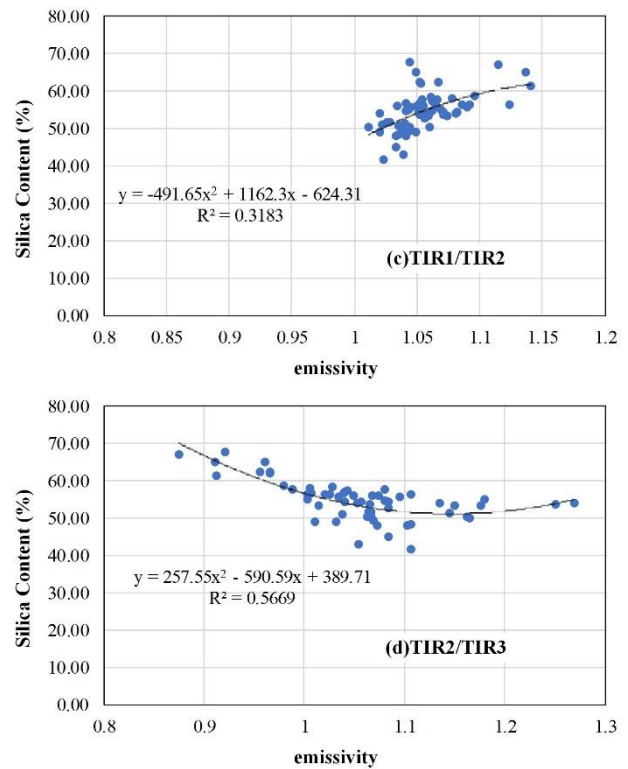 80.00
70.00
60.00
50.00
40.00
30.00
20.00
10.00
0.00
Silica Content (%)
y = -491.65x² + 1162.3x - 624.31
R² = 0.3183
(c)TIR1/TIR2
0.8 0.85 0.9 0.95 1 1.05 1.1 1.15 1.2
emissivity
80.00
70.00
60.00
50.00
40.00
30.00
20.00
10.00
0.00
Silica Content (%)
y = 257.55x² - 590.59x + 389.71
R² = 0.5669
(d)TIR2/TIR3
0.8 0.9 1 1.1 1.2 1.3
emissivity